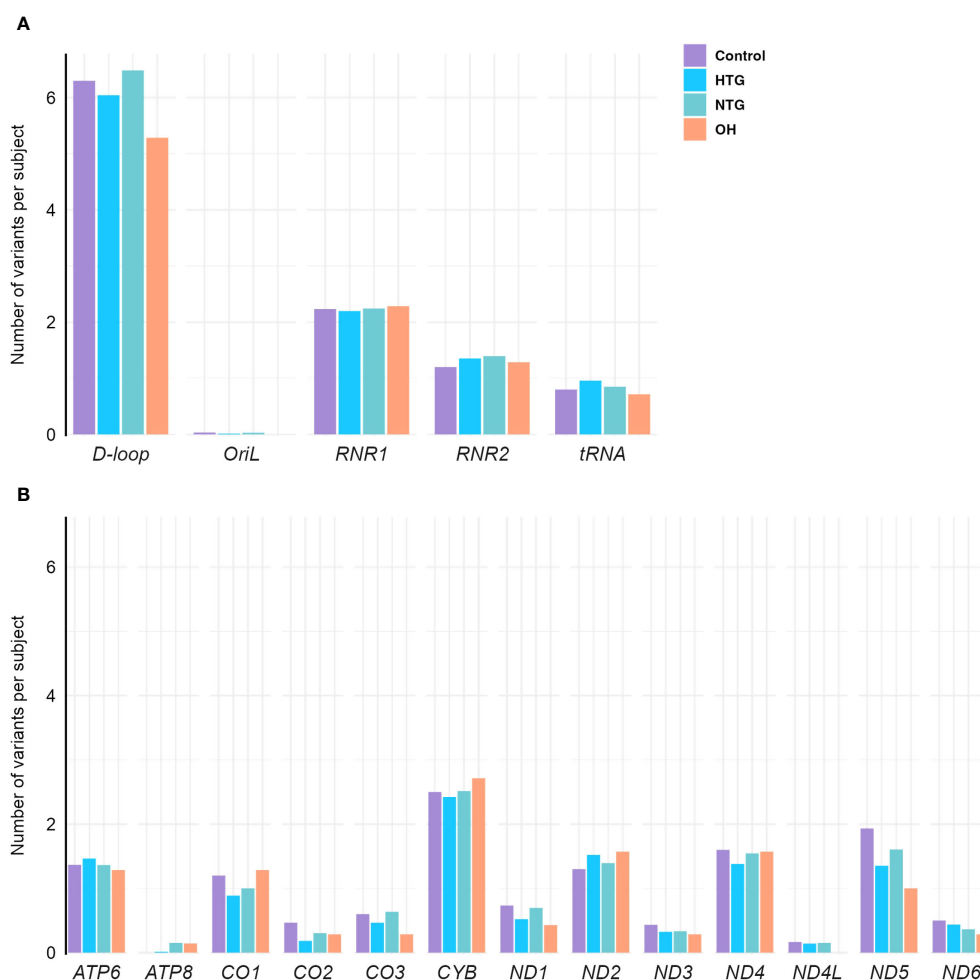 A
Control
HTG
NTG
OH
Number of variants per subject
6
4
2
0
D-loop OriL RNR1 RNR2 tRNA
B
Number of variants per subject
6
4
2
0
ATP6 ATP8 CO1 CO2 CO3 CYB ND1 ND2 ND3 ND4 ND4L ND5 ND6